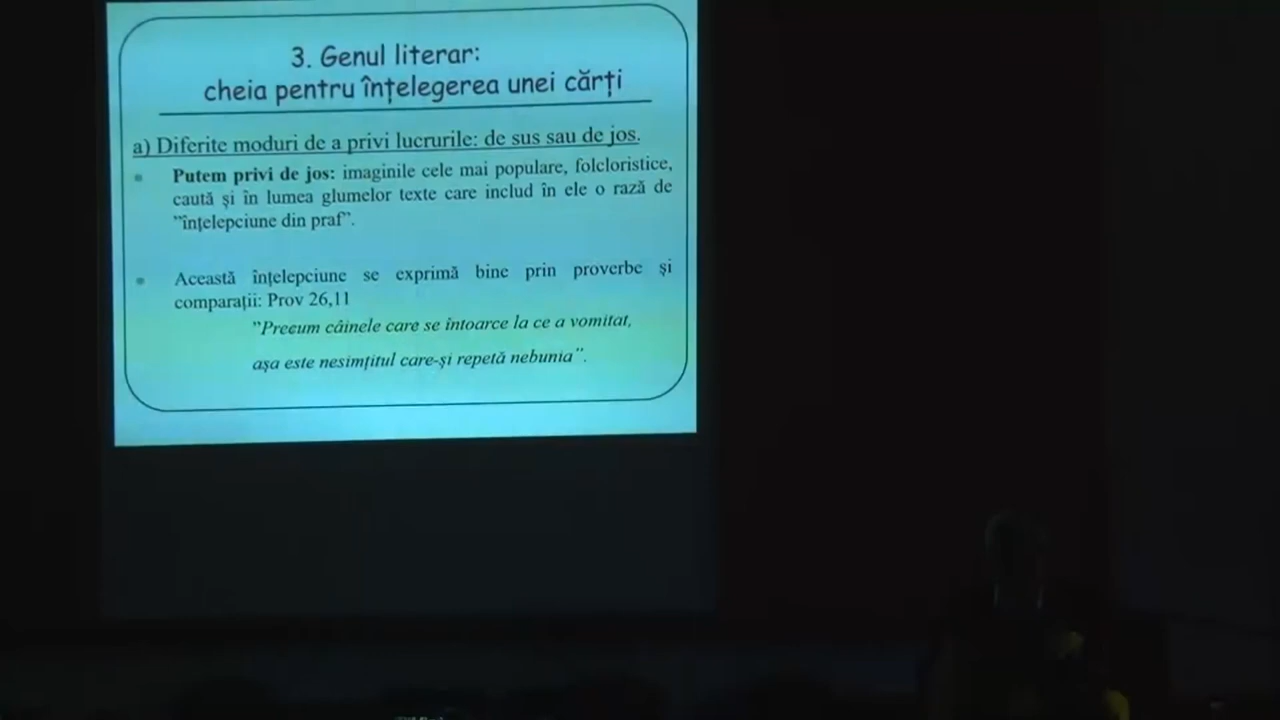 3. Genul literar:
cheia pentru înțelegerea unei cărți
a) Diferite moduri de a privi lucrurile: de sus sau de jos.
Putem privi de jos: imaginile cele mai populare, folcloristice,
caută și în lumea glumelor texte care includ în ele o rază de
”înțelepciune din praf”.
Această înțelepciune se exprimă bine prin proverbe și
comparații: Prov 26,11
”Precum câinele care se întoarce la ce a vomitat,
așa este nesimțitul care-și repetă nebunia”.